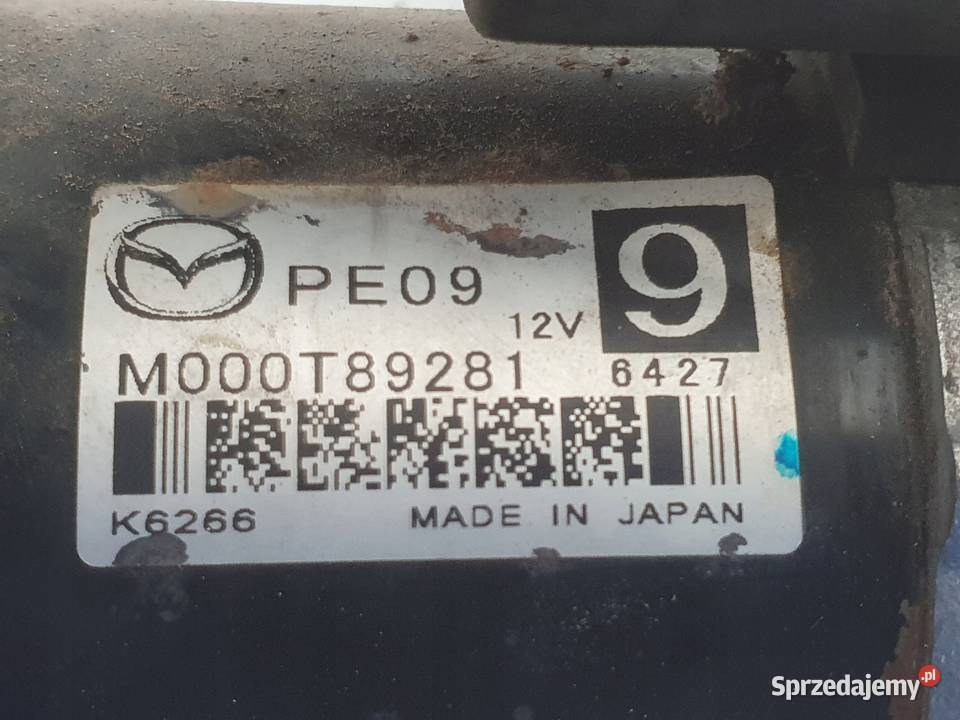 PE09
9
12V
M000T89281 6427
K6266 MADE IN JAPAN
Sprzedajemy.pl